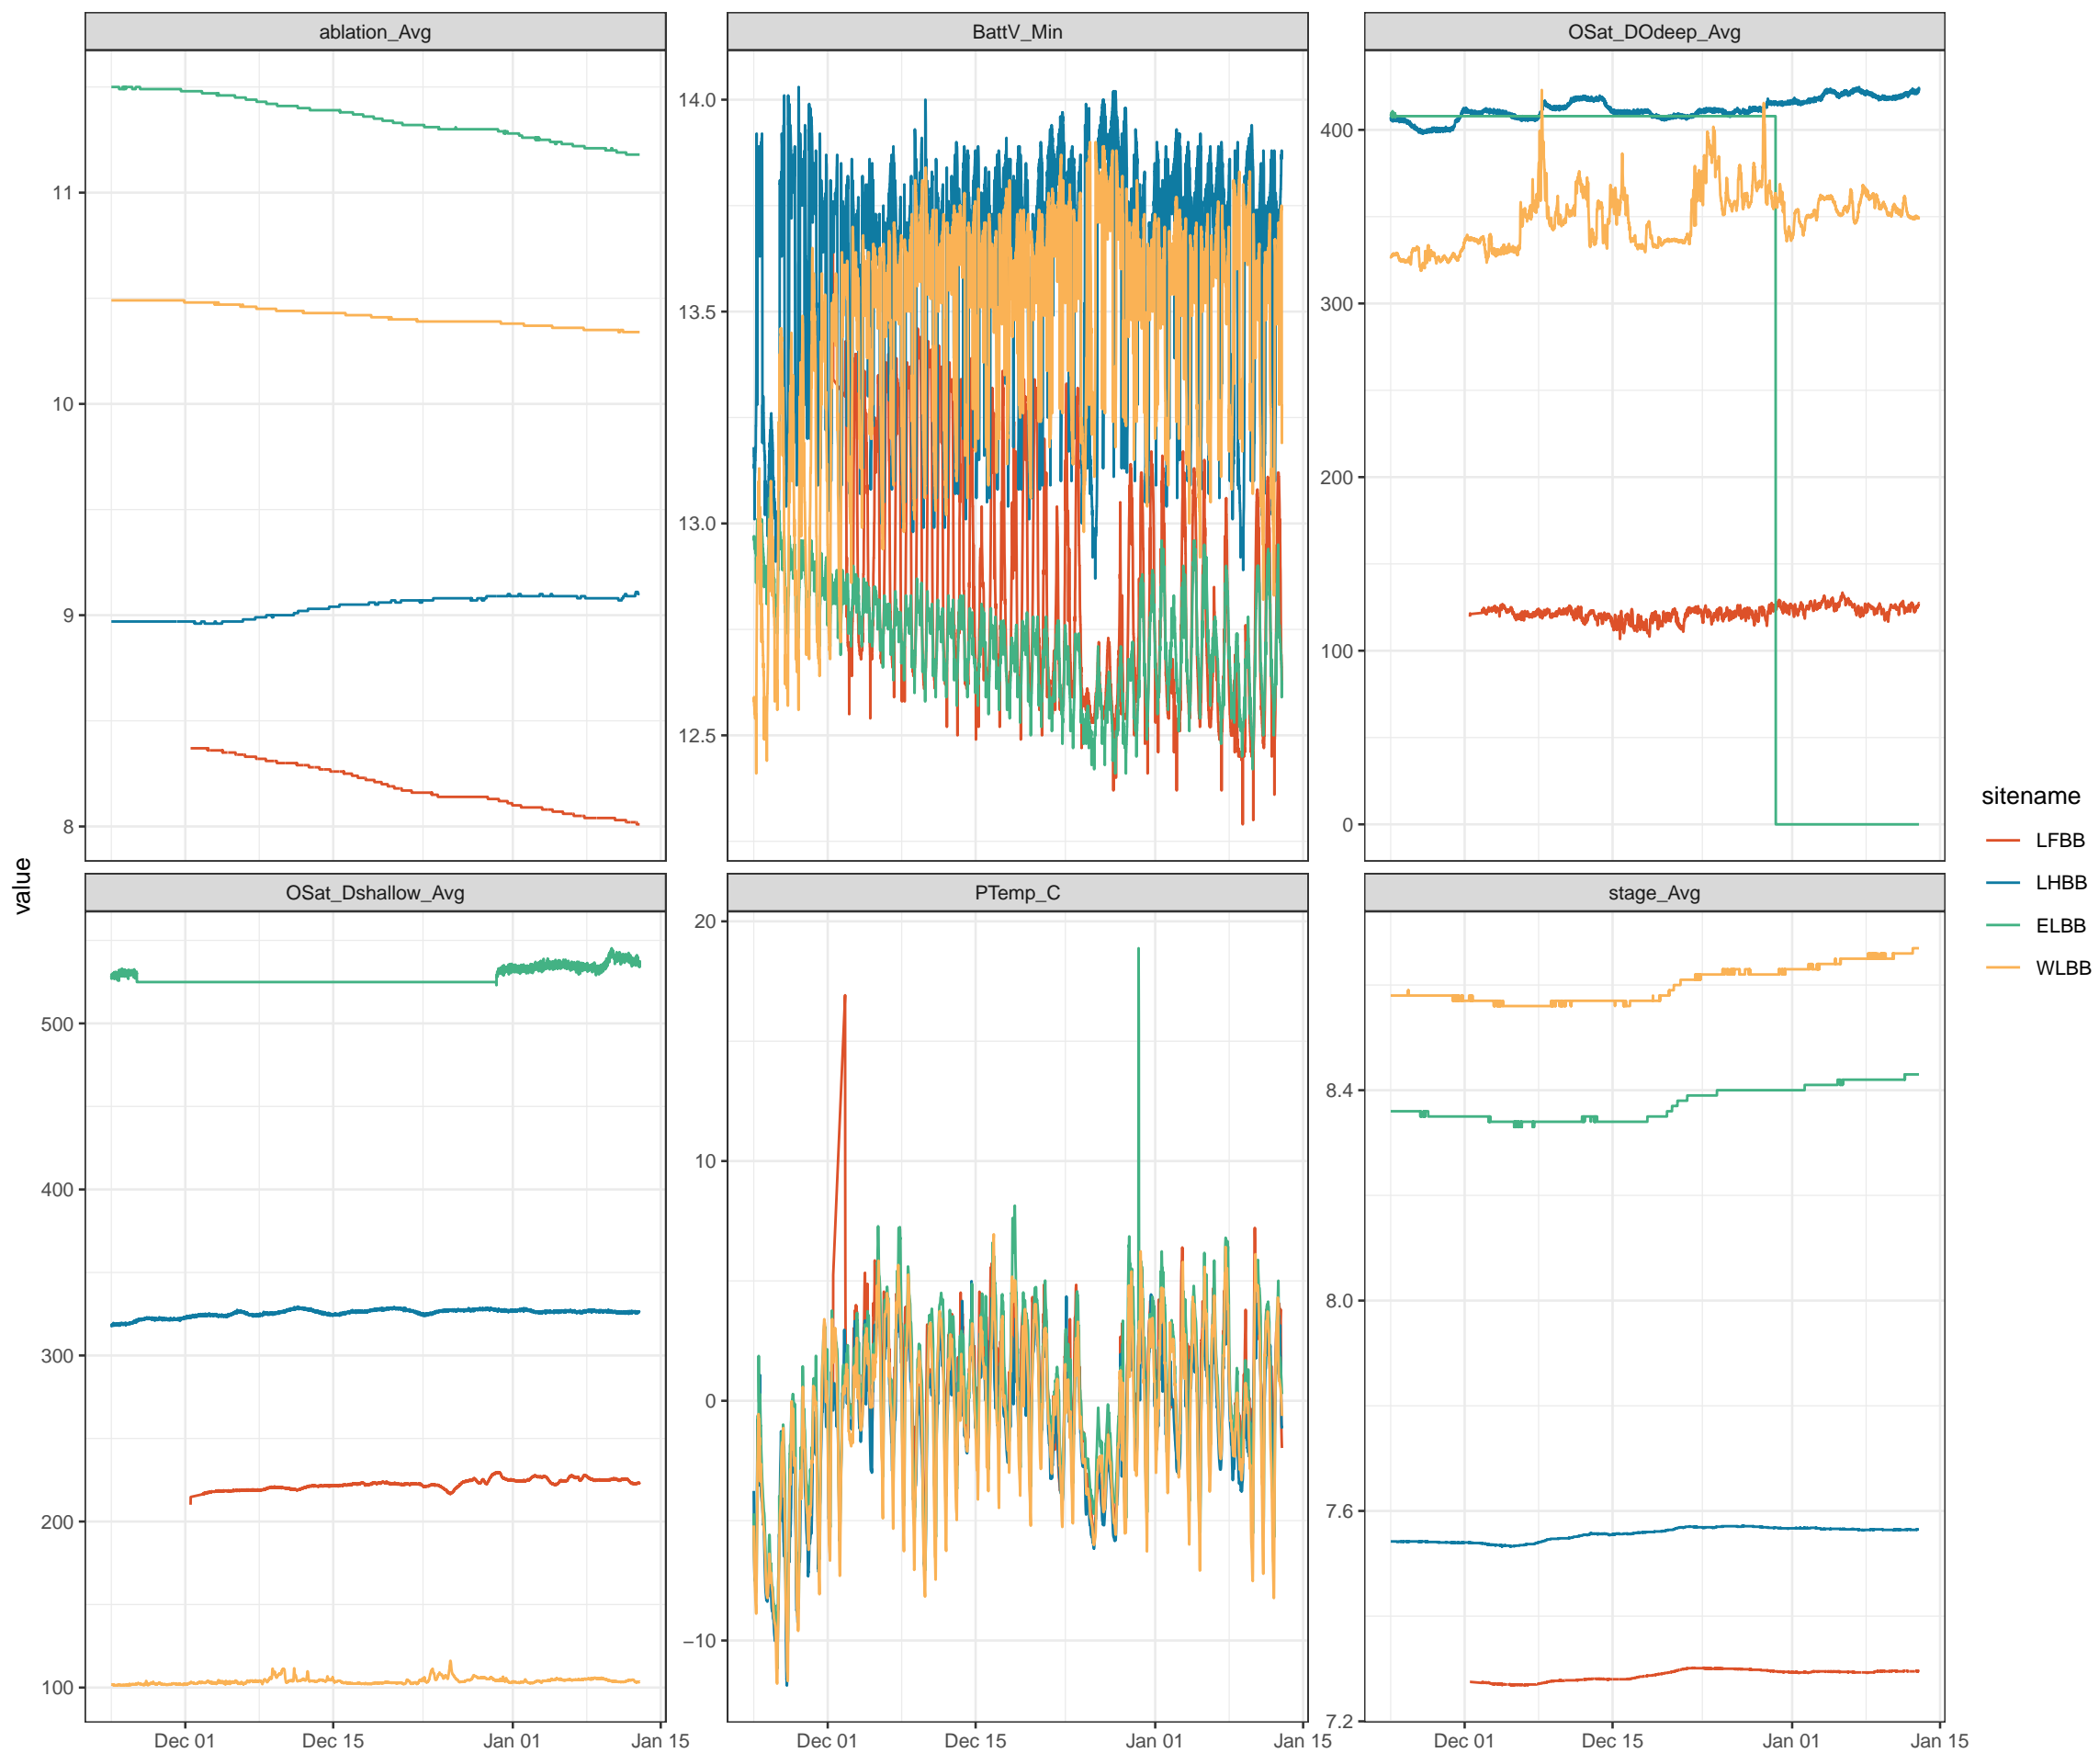 ablation_Avg
BattV_Min
OSat_DOdeep_Avg
11
10
9
8
14.0
13.5
13.0
12.5
400
300
200
100
0
value
OSat_Dshallow_Avg
PTemp_C
stage_Avg
500
400
300
200
100
20
10
0
−10
8.4
8.0
7.6
7.2
Dec 01 Dec 15 Jan 01 Jan 15
Dec 01 Dec 15 Jan 01 Jan 15
Dec 01 Dec 15 Jan 01 Jan 15
sitename
LFBB
LHBB
ELBB
WLBB